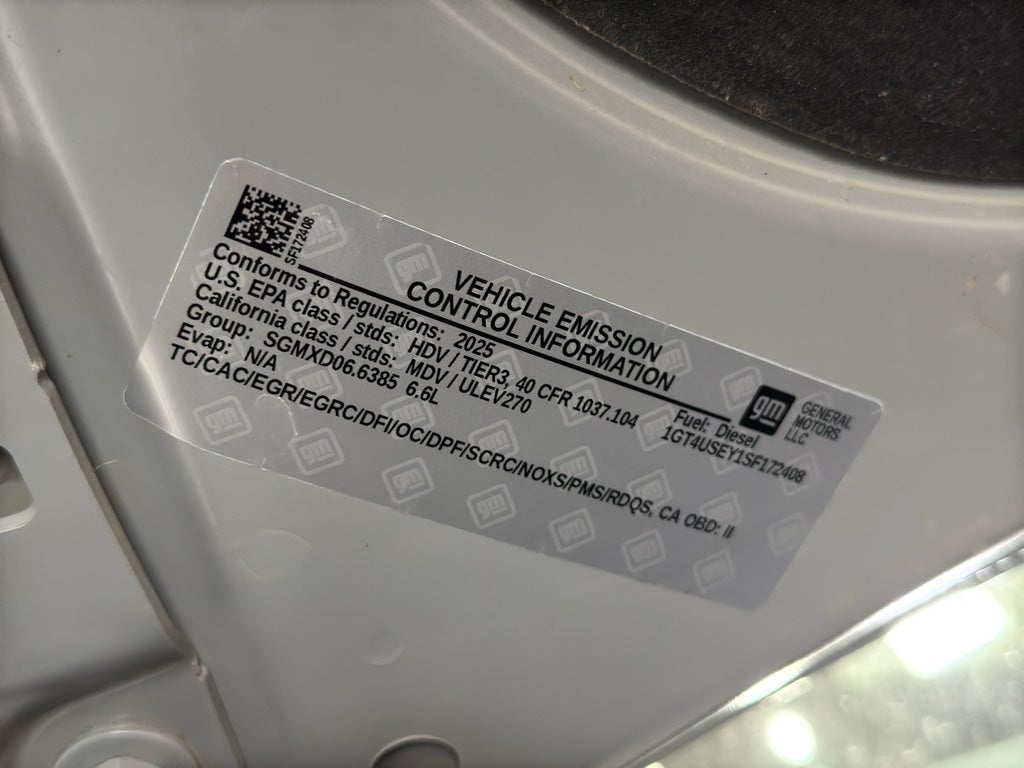 SF172408
VEHICLE EMISSION
CONTROL INFORMATION
gm
GENERAL
MOTORS
LLC
Conforms to Regulations: 2025
U.S. EPA class / stds: HDV / TIER3, 40 CFR 1037.104
California class / stds: MDV / ULEV270
Group: SGMXD06.6385 6.6L
Evap: N/A
Fuel: Diesel
1GT4USEY1SF172408
TC/CAC/EGR/EGRC/DFI/OC/DPF/SCRC/NOXS/PMS/RDQS, CA OBD: II